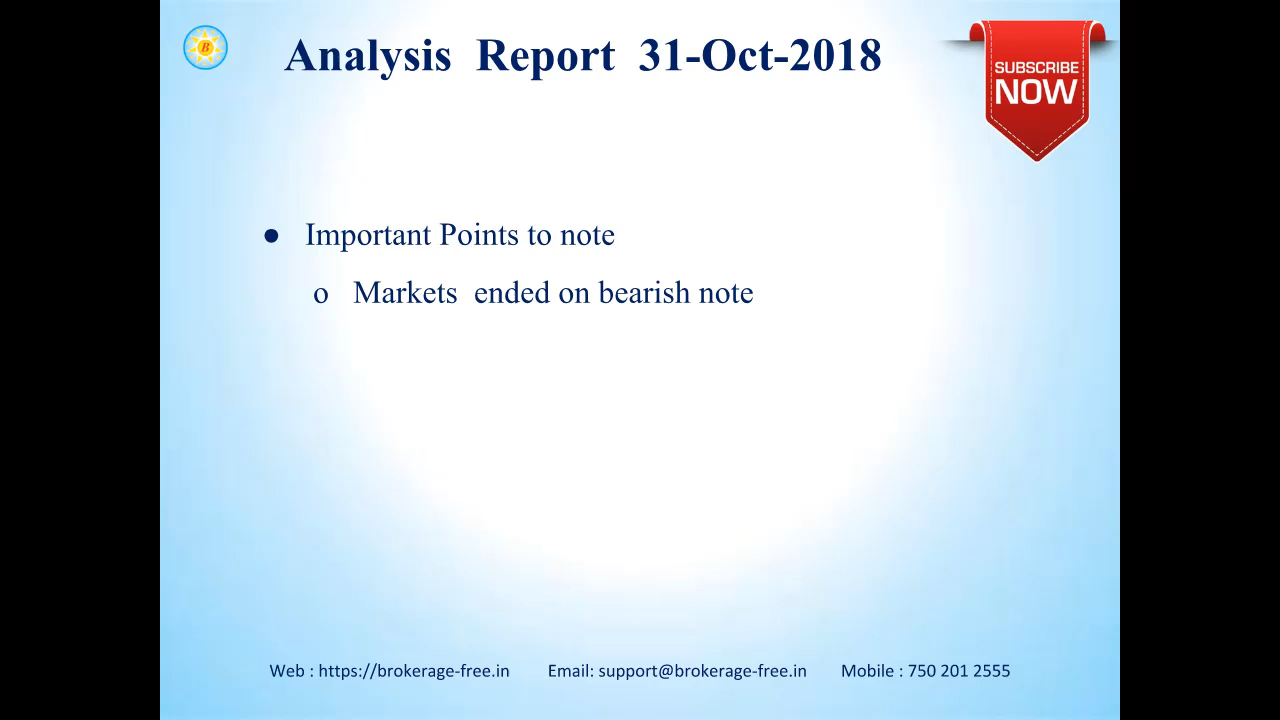 B
Analysis Report 31-Oct-2018
SUBSCRIBE
NOW
● Important Points to note
o Markets ended on bearish note
Web : https://brokerage-free.in Email: support@brokerage-free.in Mobile : 750 201 2555